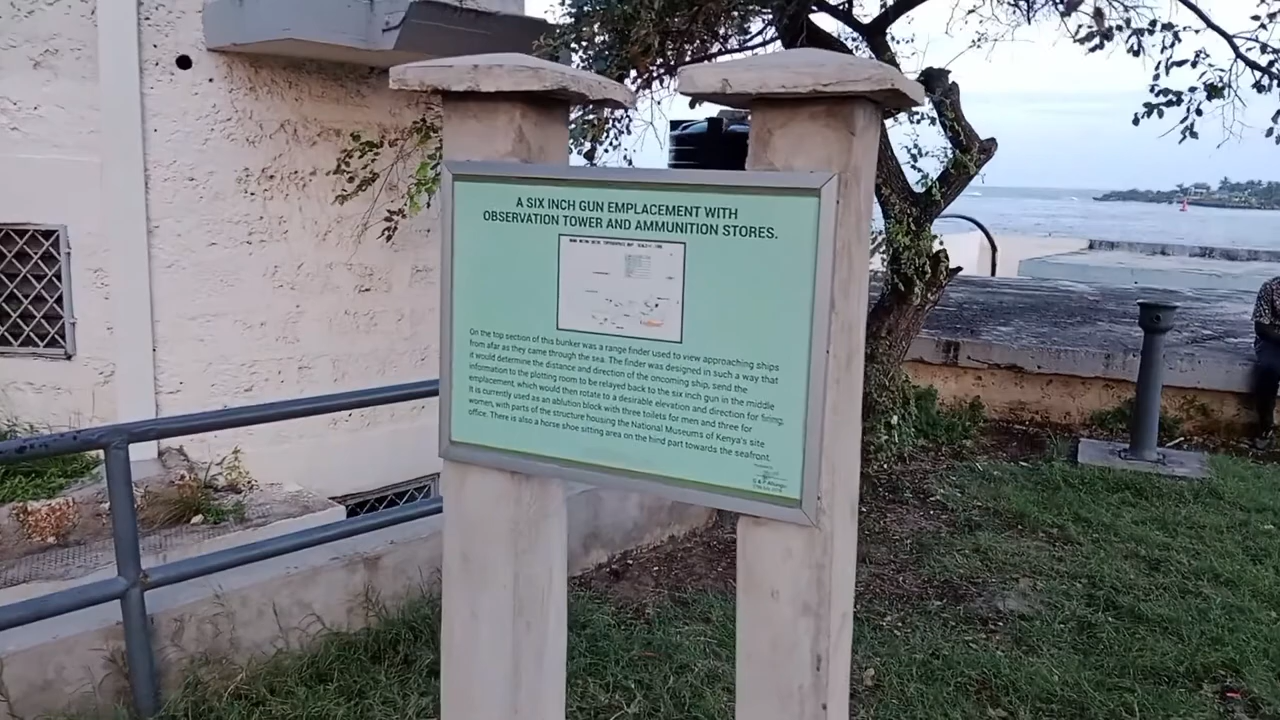 A SIX INCH GUN EMPLACEMENT WITH
OBSERVATION TOWER AND AMMUNITION STORES.
On the top section of this bunker was a range finder used to view approaching ships
from afar as they came through the sea. The finder was designed in such a way that
it would determine the distance and direction of the oncoming ship, send the
information to the plotting room to be relayed back to the six inch gun in the middle
emplacement, which would then rotate to a desirable elevation and direction for firing.
It is currently used as an ablution block with three toilets for men and three for
women, with parts of the structure housing the National Museums of Kenya's site
office. There is also a horse shoe sitting area on the hind part towards the seafront.